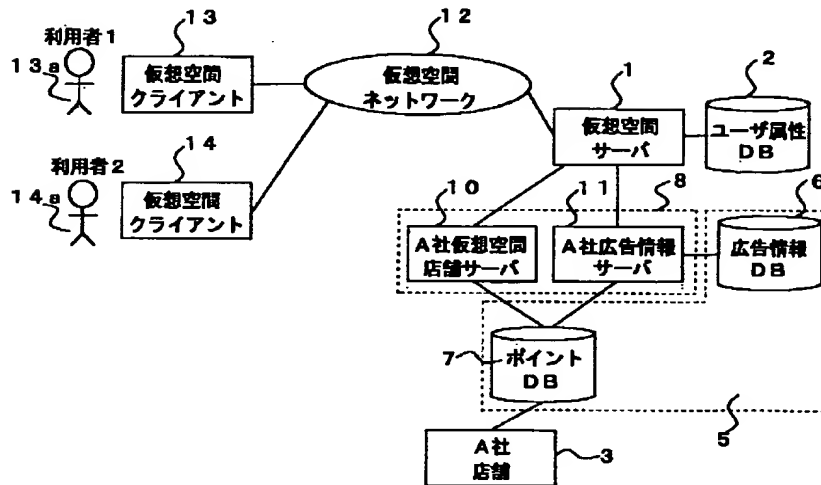 利用者1
13a
13
仮想空間
クライアント
12
仮想空間
ネットワーク
1
仮想空間
サーバ
2
ユーザ属性
DB
利用者2
14a
14
仮想空間
クライアント
10
A社仮想空間
店舗サーバ
11
A社広告情報
サーバ
8
6
広告情報
DB
7
ポイント
DB
5
A社
店舗
3